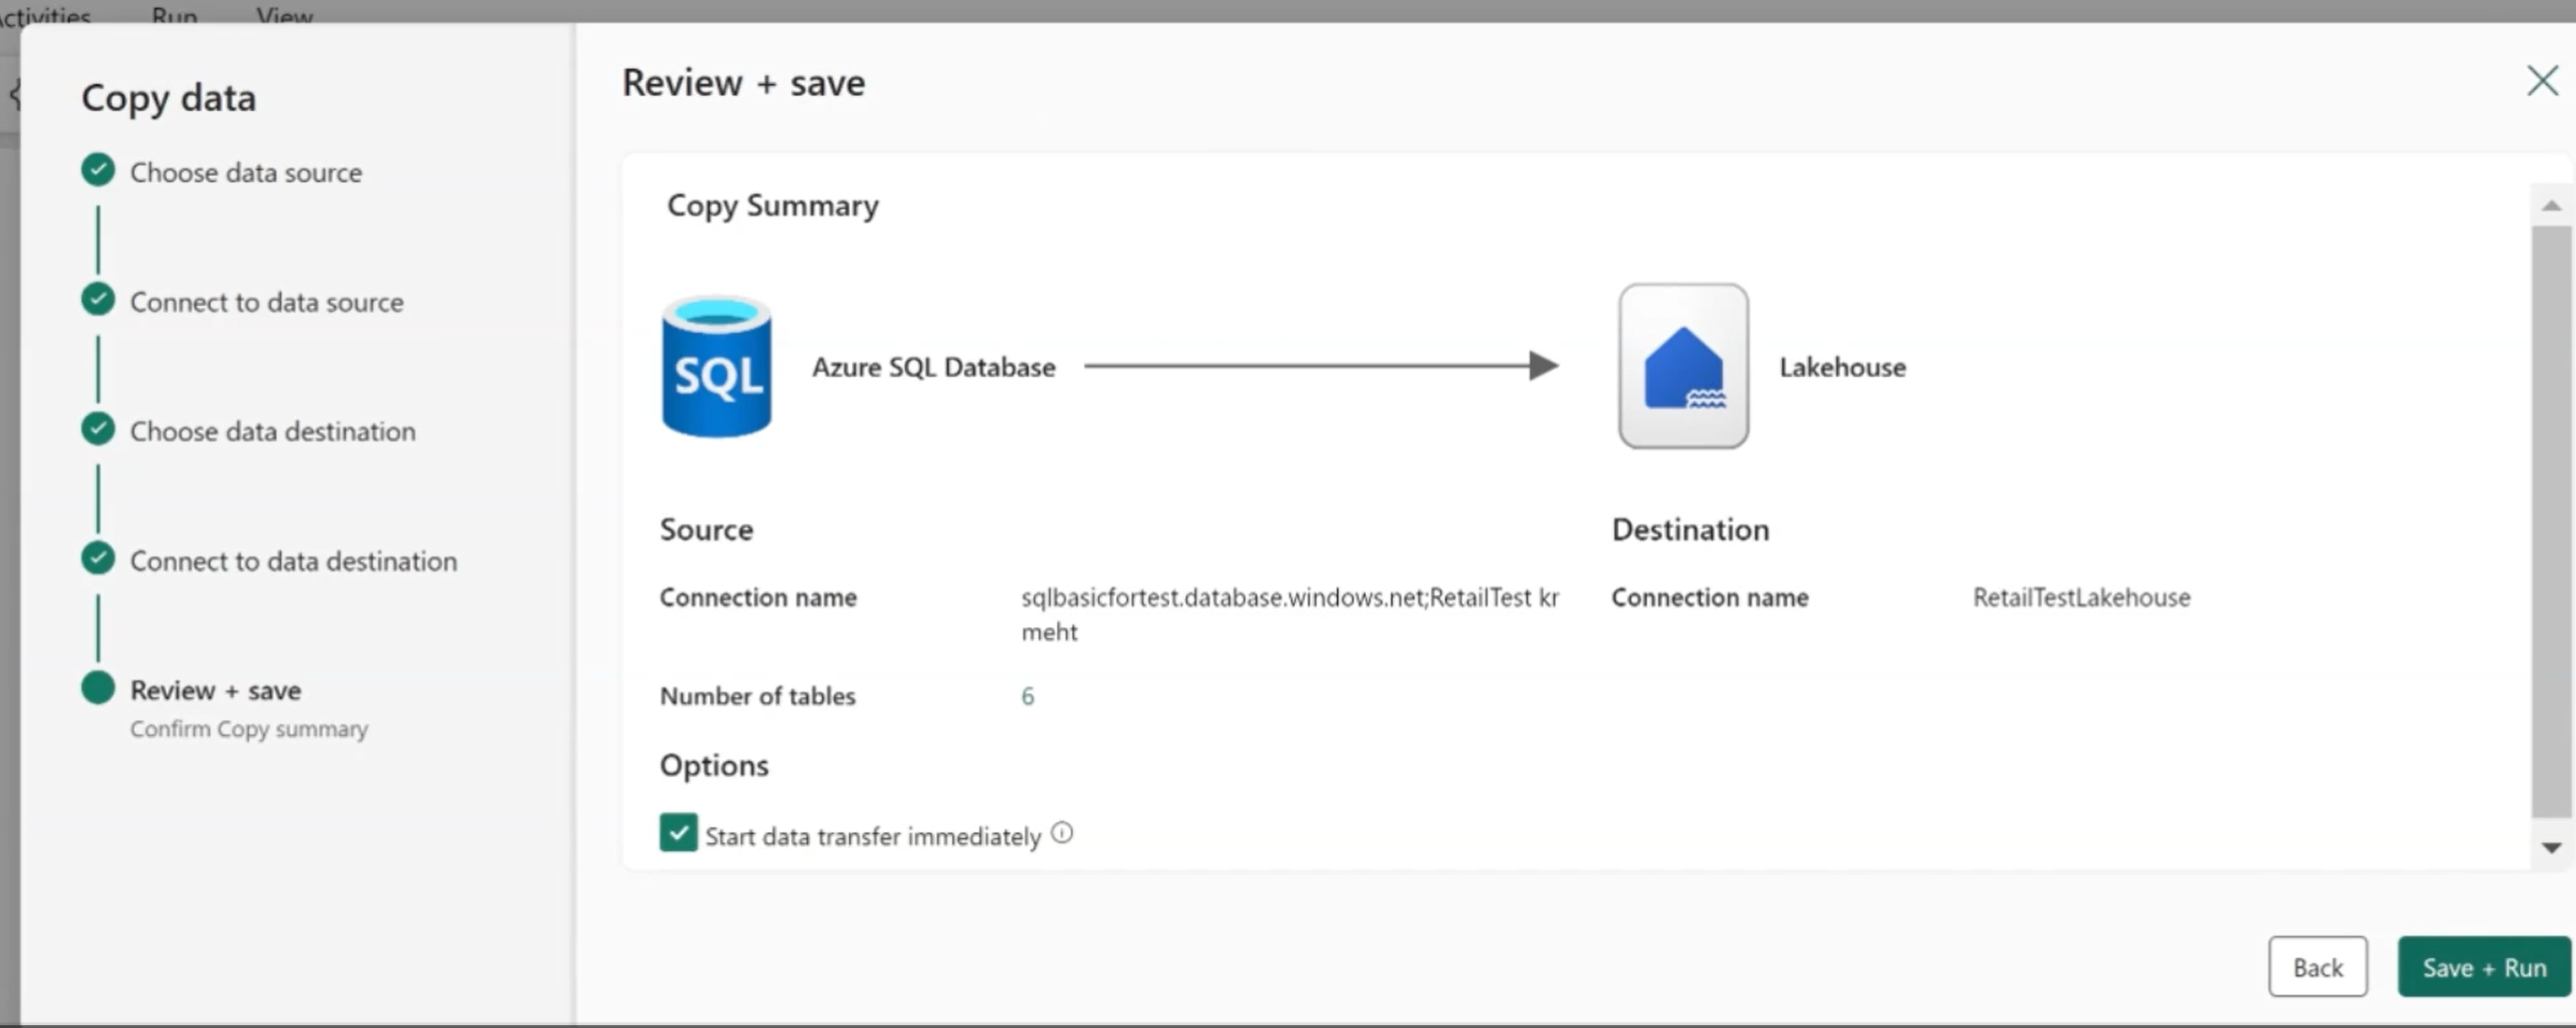 Activities Run View
Copy data
Choose data source
Connect to data source
Choose data destination
Connect to data destination
Review + save
Confirm Copy summary
Review + save
Copy Summary
SQL
Azure SQL Database
Lakehouse
Source
Connection name
sqlbasicfortest.database.windows.net;RetailTest kr
meht
Number of tables
6
Destination
Connection name
RetailTestLakehouse
Options
Start data transfer immediately
Back
Save + Run